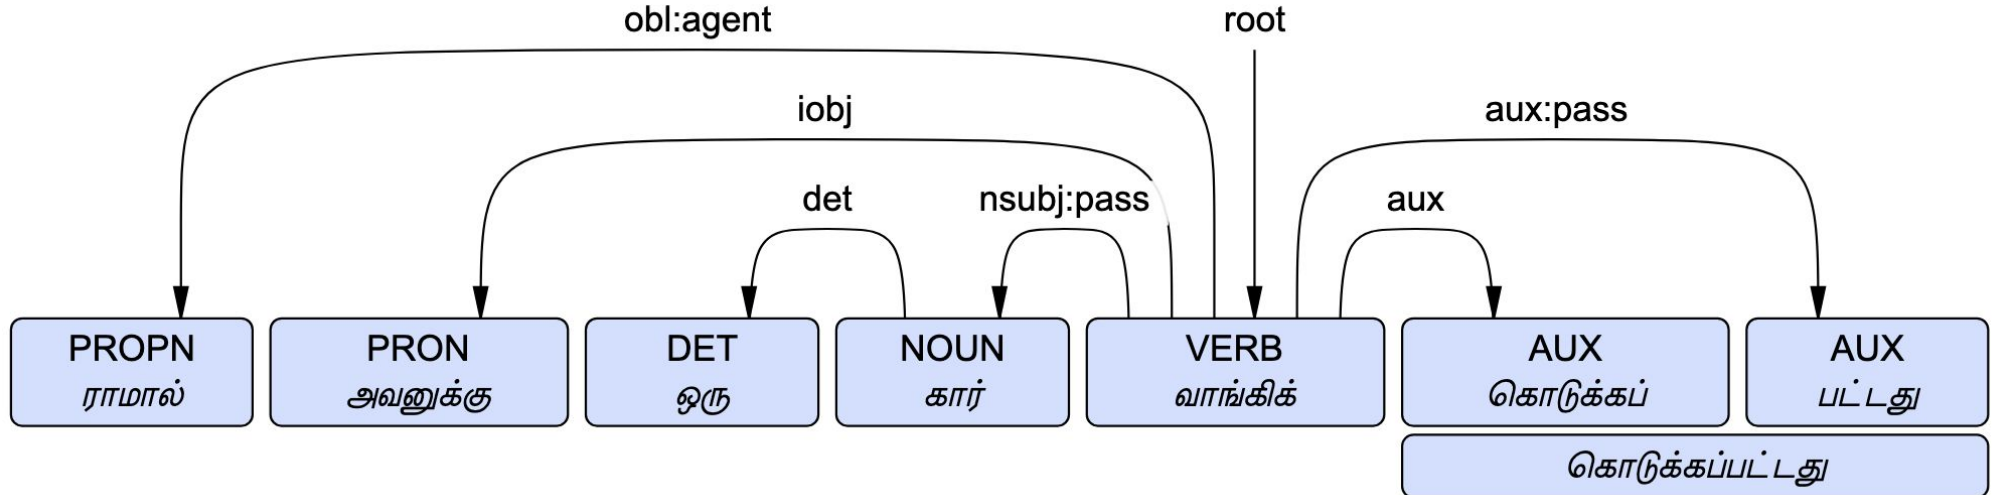 obl:agent root
iobj aux:pass
det nsubj:pass aux
PROPN PRON DET NOUN VERB AUX AUX
ராமால் அவனுக்கு ஒரு கார் வாங்கிக் கொடுக்கப் பட்டது
கொடுக்கப்பட்டது